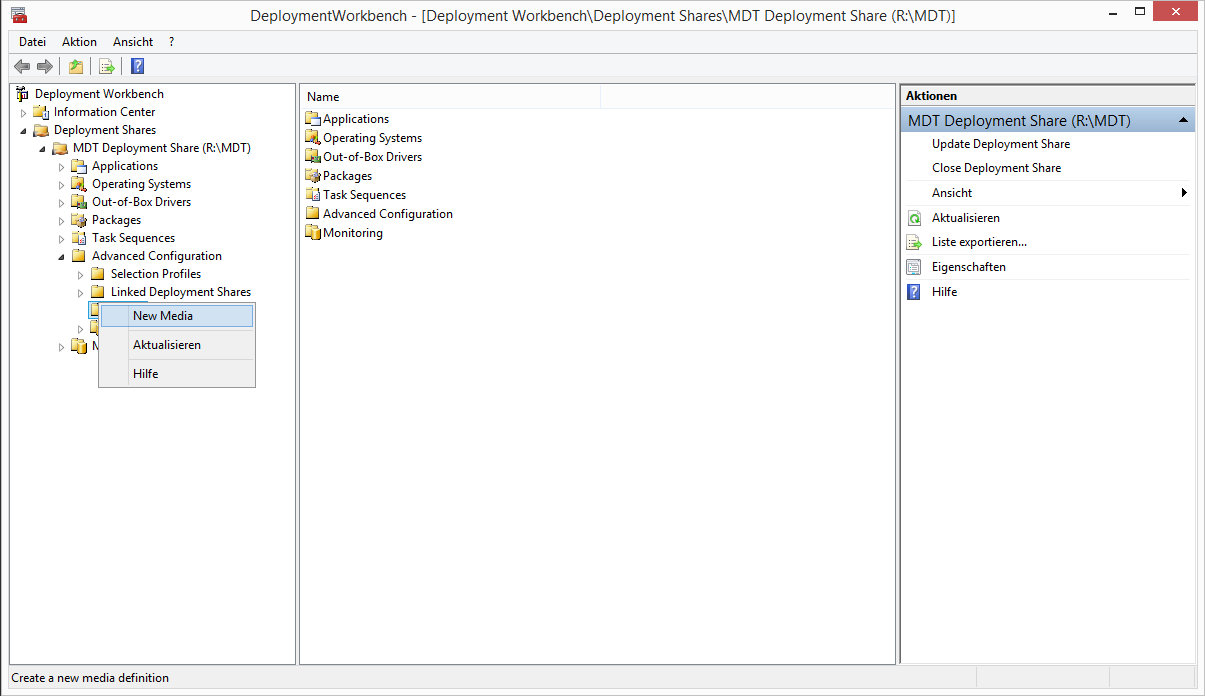 DeploymentWorkbench - [Deployment Workbench\Deployment Shares\MDT Deployment Share (R:\MDT)]
Datei Aktion Ansicht ?
Deployment Workbench
Information Center
Deployment Shares
MDT Deployment Share (R:\MDT)
Applications
Operating Systems
Out-of-Box Drivers
Packages
Task Sequences
Advanced Configuration
Selection Profiles
Linked Deployment Shares
New Media
Aktualisieren
Hilfe
Name
Applications
Operating Systems
Out-of-Box Drivers
Packages
Task Sequences
Advanced Configuration
Monitoring
Aktionen
MDT Deployment Share (R:\MDT)
Update Deployment Share
Close Deployment Share
Ansicht
Aktualisieren
Liste exportieren...
Eigenschaften
Hilfe
Create a new media definition